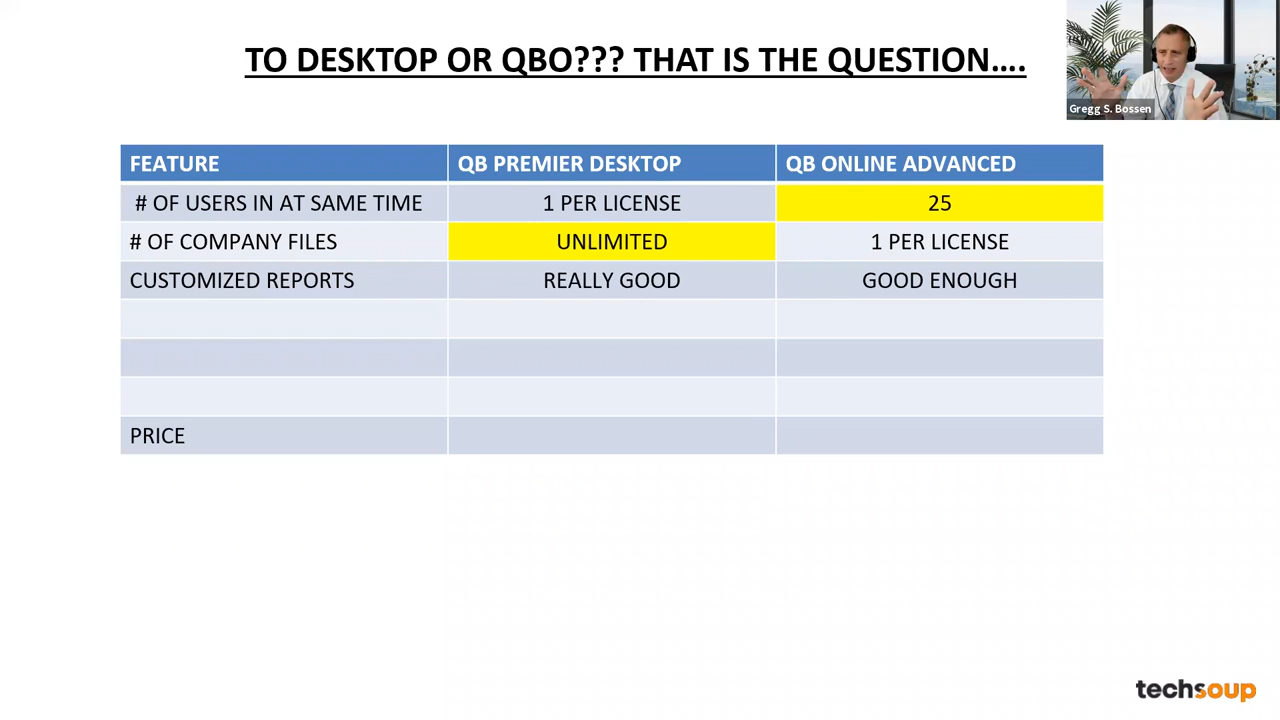 TO DESKTOP OR QBO??? THAT IS THE QUESTION....
Gregg S. Bossen
FEATURE QB PREMIER DESKTOP QB ONLINE ADVANCED
# OF USERS IN AT SAME TIME 1 PER LICENSE 25
# OF COMPANY FILES UNLIMITED 1 PER LICENSE
CUSTOMIZED REPORTS REALLY GOOD GOOD ENOUGH
PRICE
techsoup